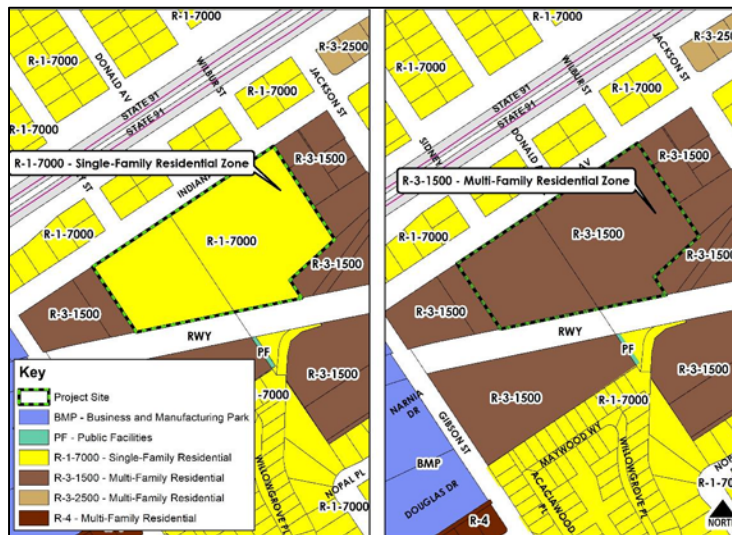 R-1-7000
R-3-2500
R-1-7000
DONALD AV
WILBUR ST
JACKSON ST
STATE 91
STATE 91
R-1-7000
R-1-7000
R-1-7000 - Single-Family Residential Zone
R-3-1500
ST
INDIANA
R-1-7000
R-1-7000
R-3-1500
R-3-1500
RWY
PF
R-3-1500
-7000
WILLOWGROVE PL
NOPAL PL
R-1-7000
Key
Project Site
BMP - Business and Manufacturing Park
PF - Public Facilities
R-1-7000 - Single-Family Residential
R-3-1500 - Multi-Family Residential
R-3-2500 - Multi-Family Residential
R-4 - Multi-Family Residential
R-1-7000
R-3-2500
R-1-7000
WILBUR ST
JACKSON ST
STATE 91
STATE 91
R-1-7000
SIDNEY
DONALD
AV
R-3-1500
R-3-1500 - Multi-Family Residential Zone
R-1-7000
R-3-1500
R-3-1500
R-3-1500
RWY
PF
R-3-1500
R-3-1500
R-1-7000
NARNIA DR
GIBSON ST
MAYWOOD WY
ACACIAWOOD PL
WILLOWGROVE PL
BMP
DOUGLAS DR
R-4
NOPAL
R-1-70
NORTH